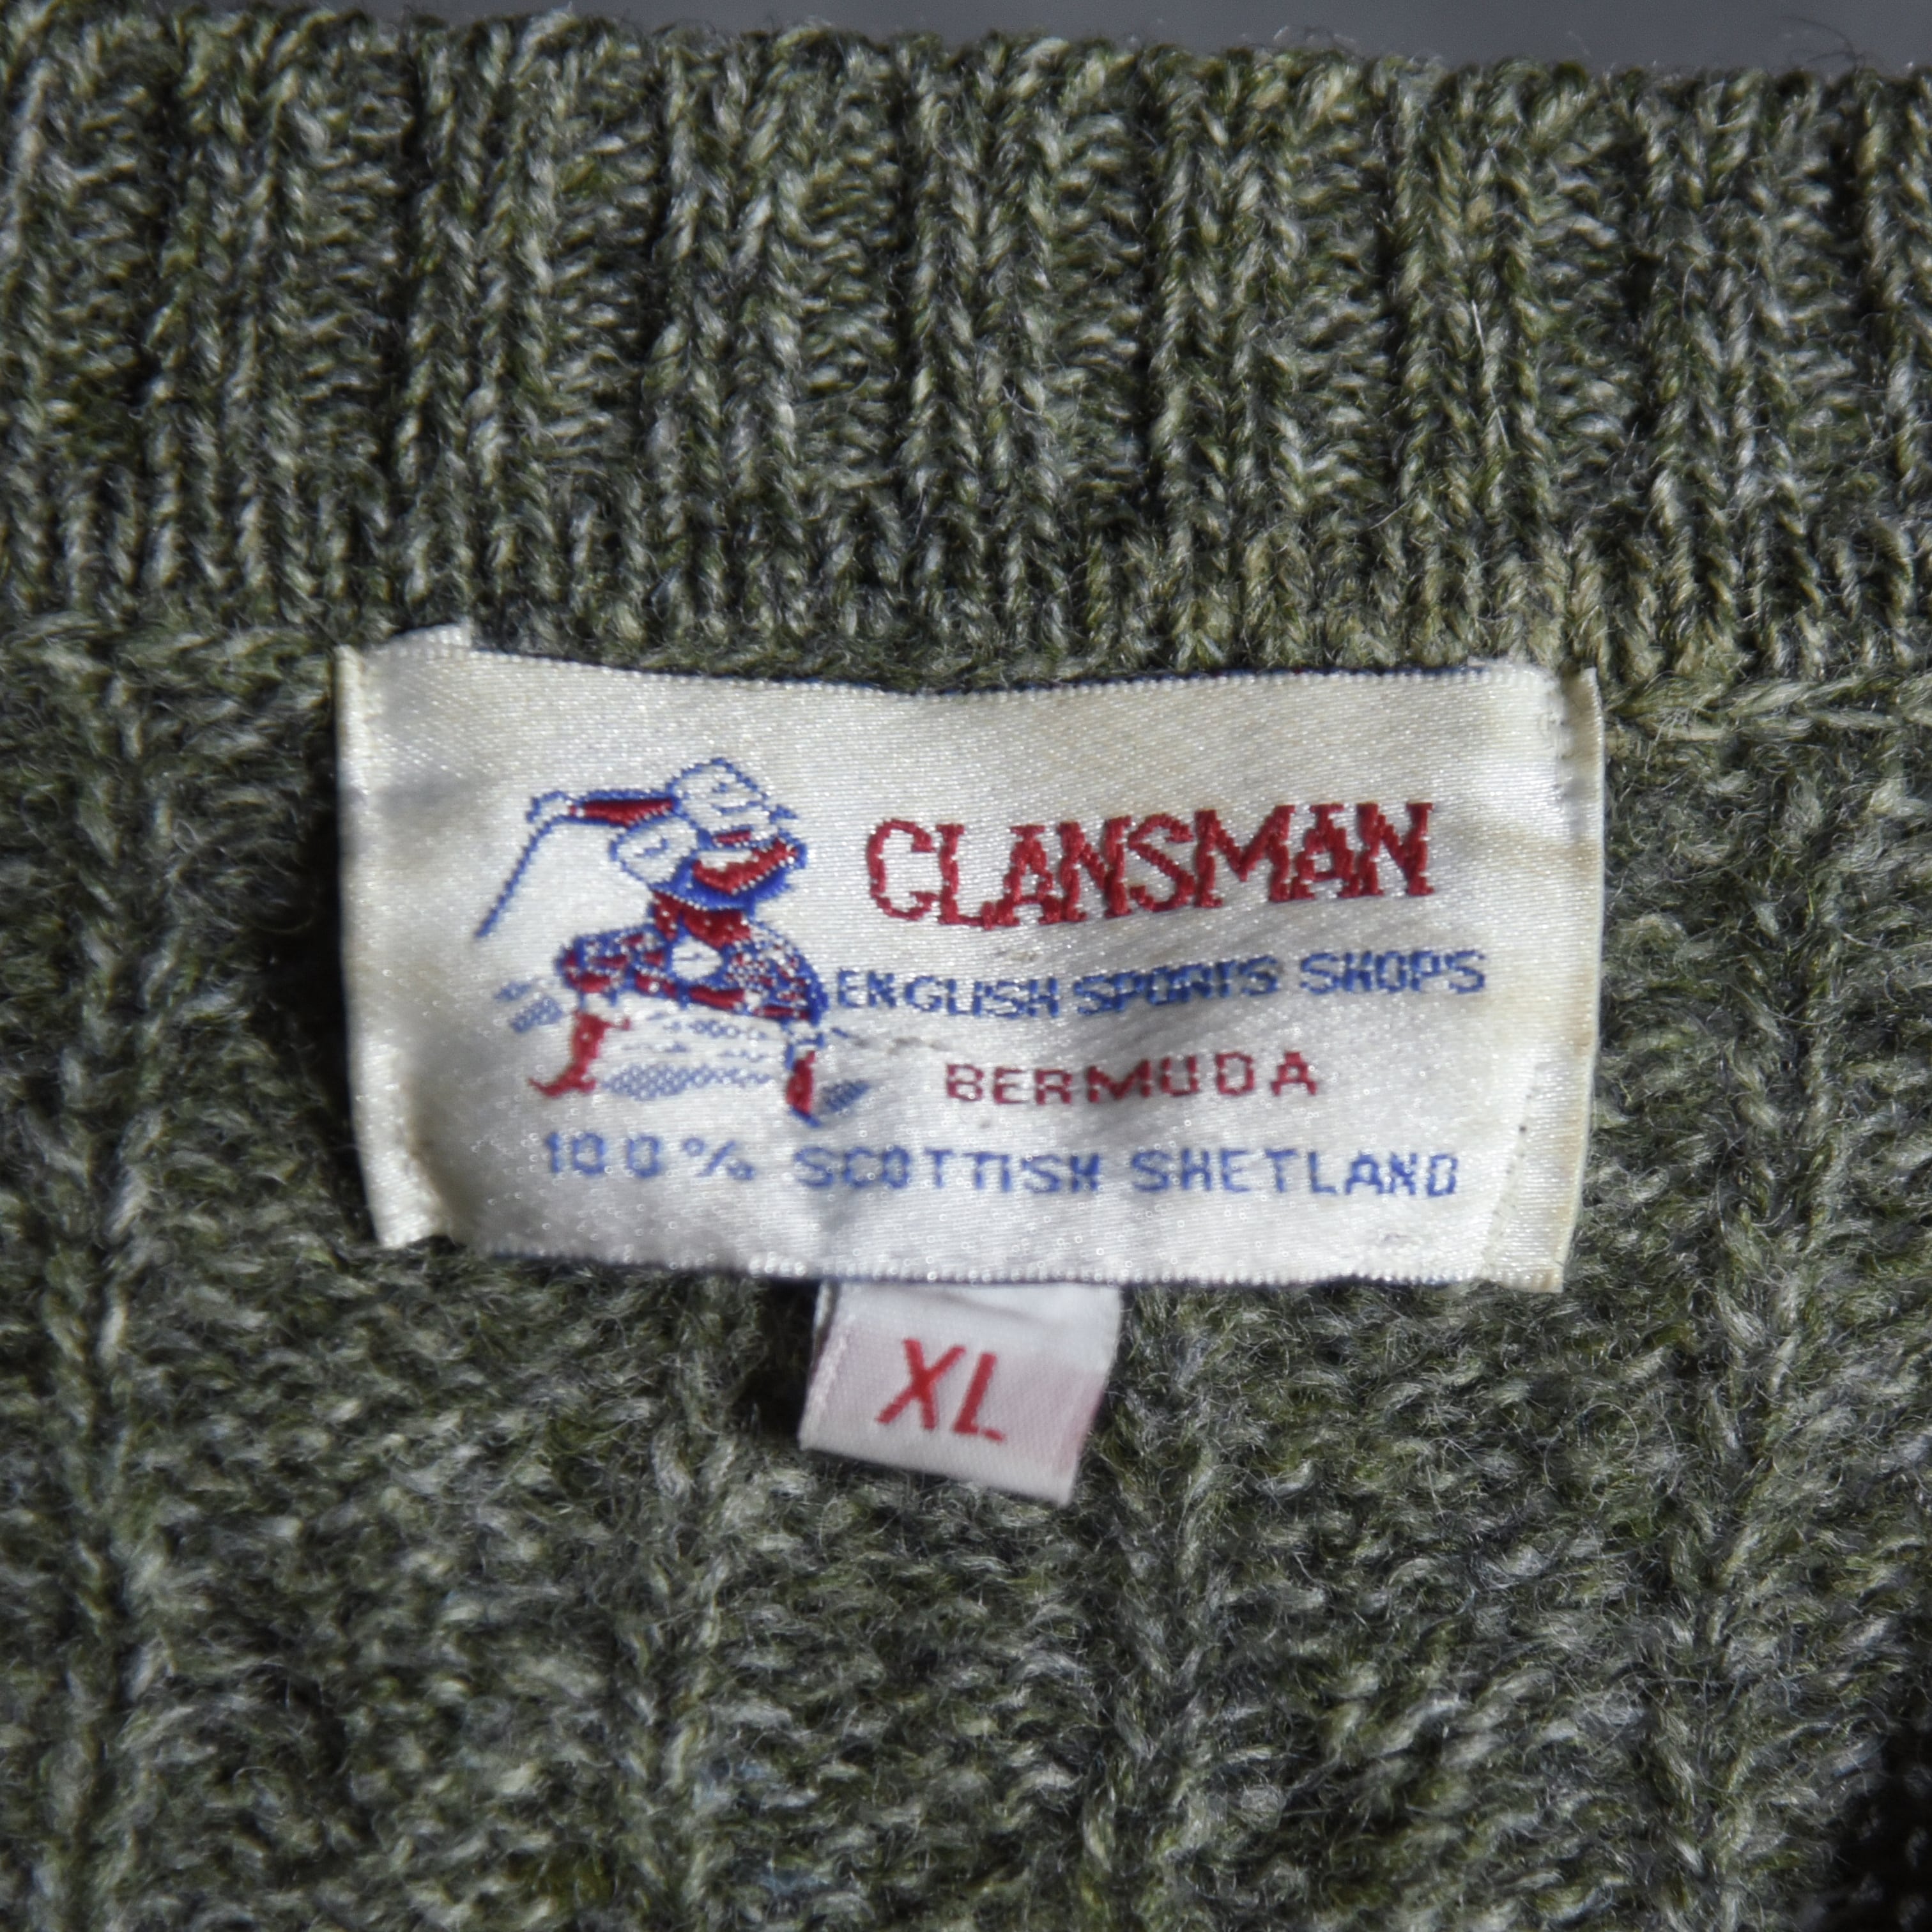 CLANSMAN
ENGLISH SPORTS SHOPS
BERMUDA
100% SCOTTISH SHETLAND
XL